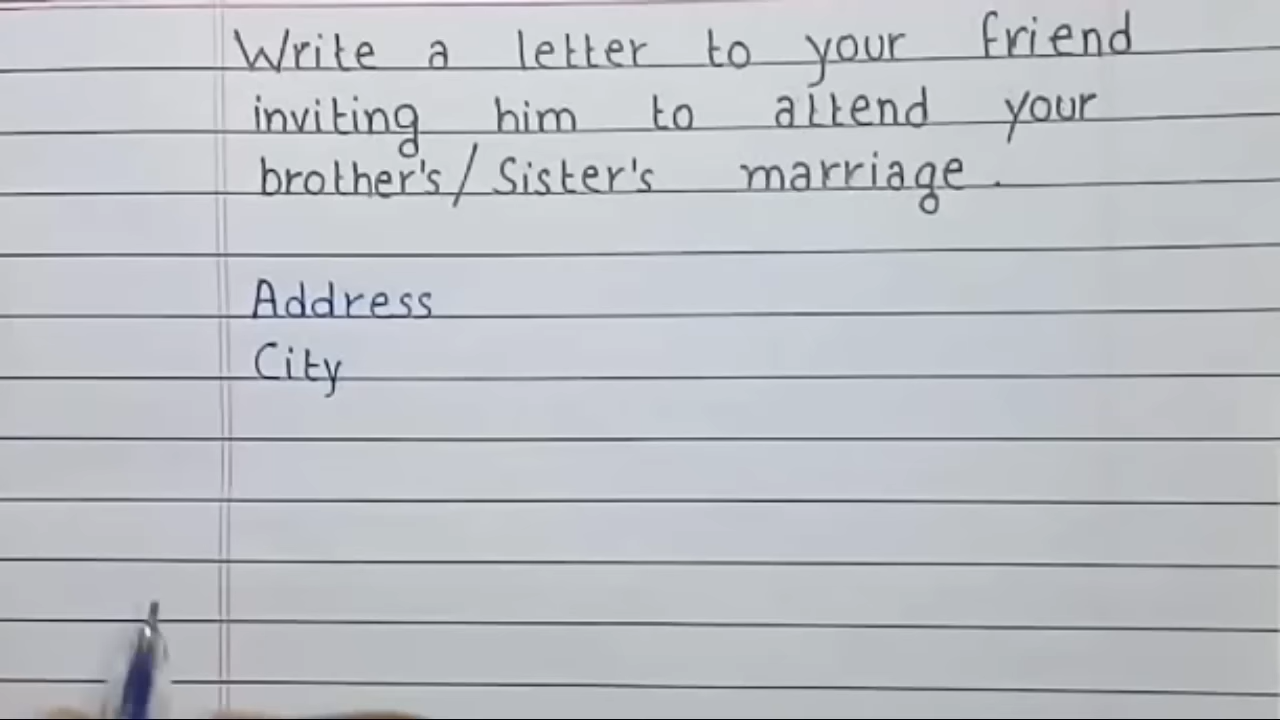 Write a letter to your friend
inviting him to attend your
brother's/Sister's marriage.
Address
City